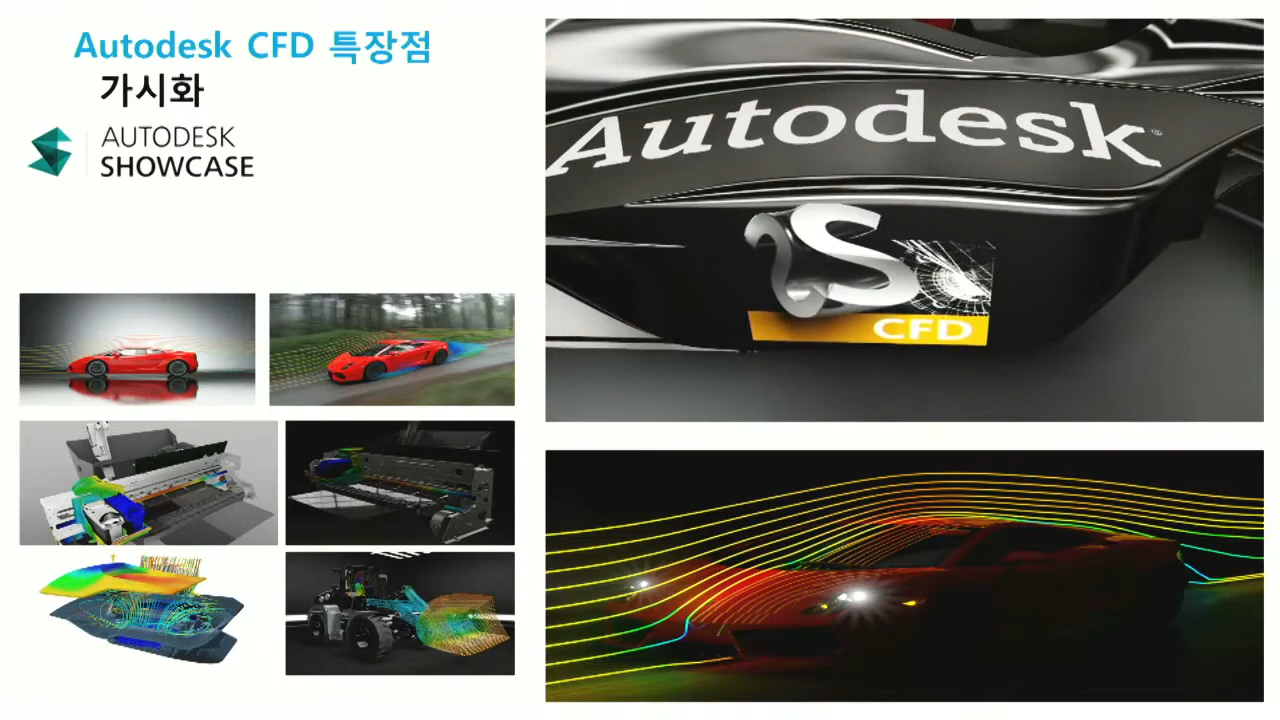 Autodesk CFD 특장점
가시화
AUTODESK
SHOWCASE
Autodesk®
CFD